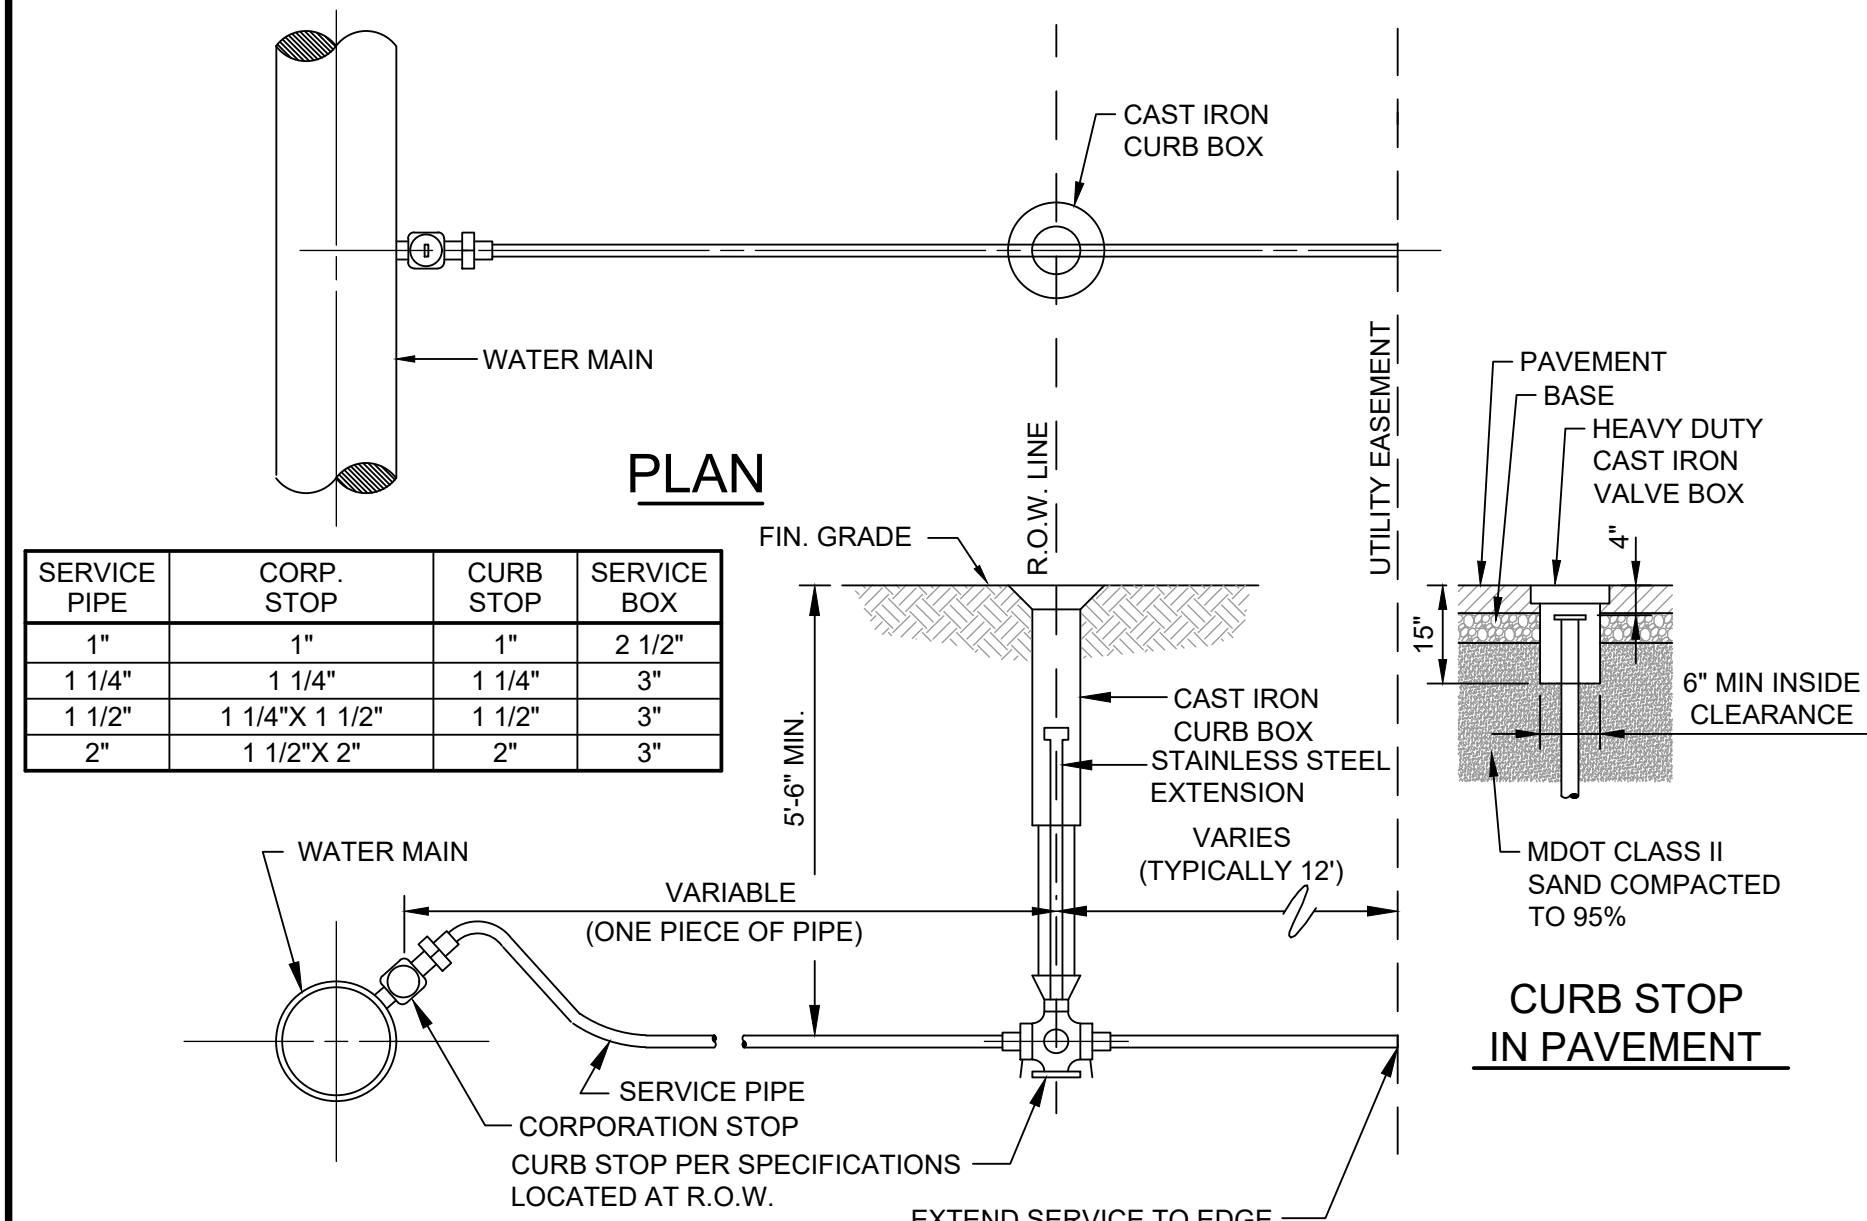 CAST IRON
CURB BOX
WATER MAIN
PLAN
R.O.W. LINE
UTILITY EASEMENT
PAVEMENT
BASE
HEAVY DUTY
CAST IRON
VALVE BOX
4"
15"
6" MIN INSIDE
CLEARANCE
MDOT CLASS II
SAND COMPACTED
TO 95%
CURB STOP
IN PAVEMENT
SERVICE PIPE CORP. STOP CURB STOP SERVICE BOX
1" 1" 1" 2 1/2"
1 1/4" 1 1/4" 1 1/4" 3"
1 1/2" 1 1/4"X 1 1/2" 1 1/2" 3"
2" 1 1/2"X 2" 2" 3"
FIN. GRADE
5'-6" MIN.
CAST IRON
CURB BOX
STAINLESS STEEL
EXTENSION
VARIES
(TYPICALLY 12')
WATER MAIN
VARIABLE
(ONE PIECE OF PIPE)
SERVICE PIPE
CORPORATION STOP
CURB STOP PER SPECIFICATIONS
LOCATED AT R.O.W.
EXTEND SERVICE TO EDGE